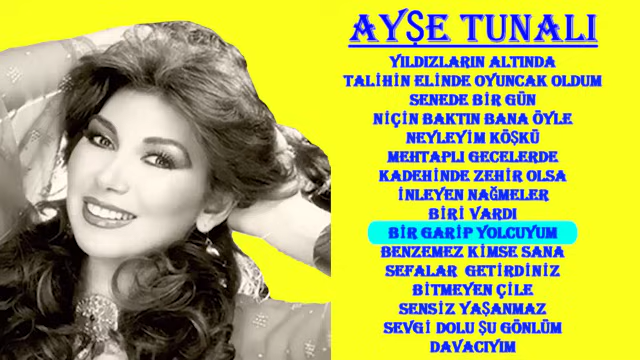 AYŞE TUNALI
YILDIZLARIN ALTINDA
TALİHİN ELİNDE OYUNCAK OLDUM
SENEDE BİR GÜN
NİÇİN BAKTIN BANA ÖYLE
NEYLEYİM KÖŞKÜ
MEHTAPLI GECELERDE
KADEHİNDE ZEHİR OLSA
İNLEYEN NAĞMELER
BİRİ VARDI
BİR GARİP YOLCUYUM
BENZEMEZ KİMSE SANA
SEFALAR GETİRDİNİZ
BİTMEYEN ÇİLE
SENSİZ YAŞANMAZ
SEVGİ DOLU ŞU GÖNLÜM
DAVACIYIM